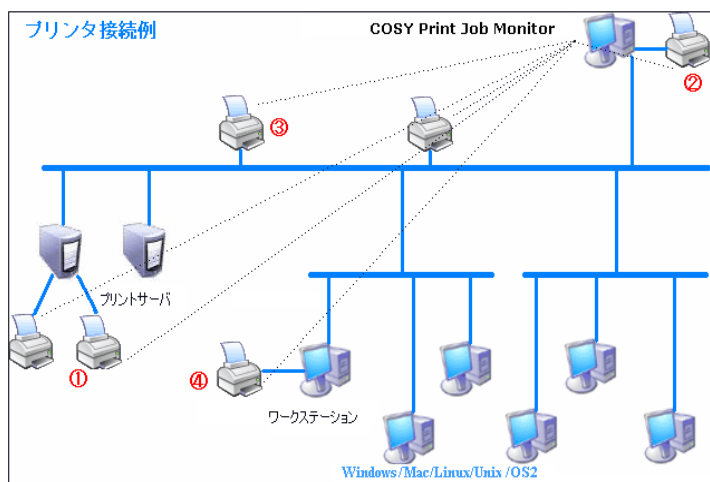 プリンタ接続例
COSY Print Job Monitor
②
③
プリントサーバ
①
④
ワークステーション
Windows/Mac/Linux/Unix/OS2